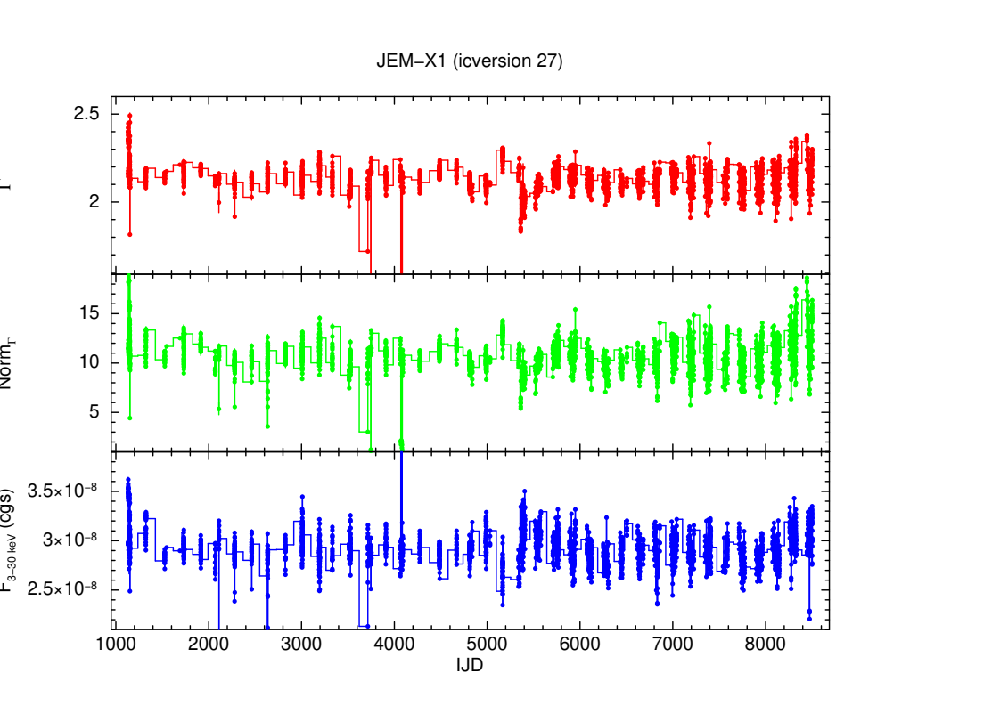 JEM−X1 (icversion 27)
2.5
2
Γ
15
10
5
Norm_Γ
3.5×10⁻⁸
3×10⁻⁸
2.5×10⁻⁸
F₃₋₃₀ ₖₑᵥ (cgs)
1000 2000 3000 4000 5000 6000 7000 8000
IJD